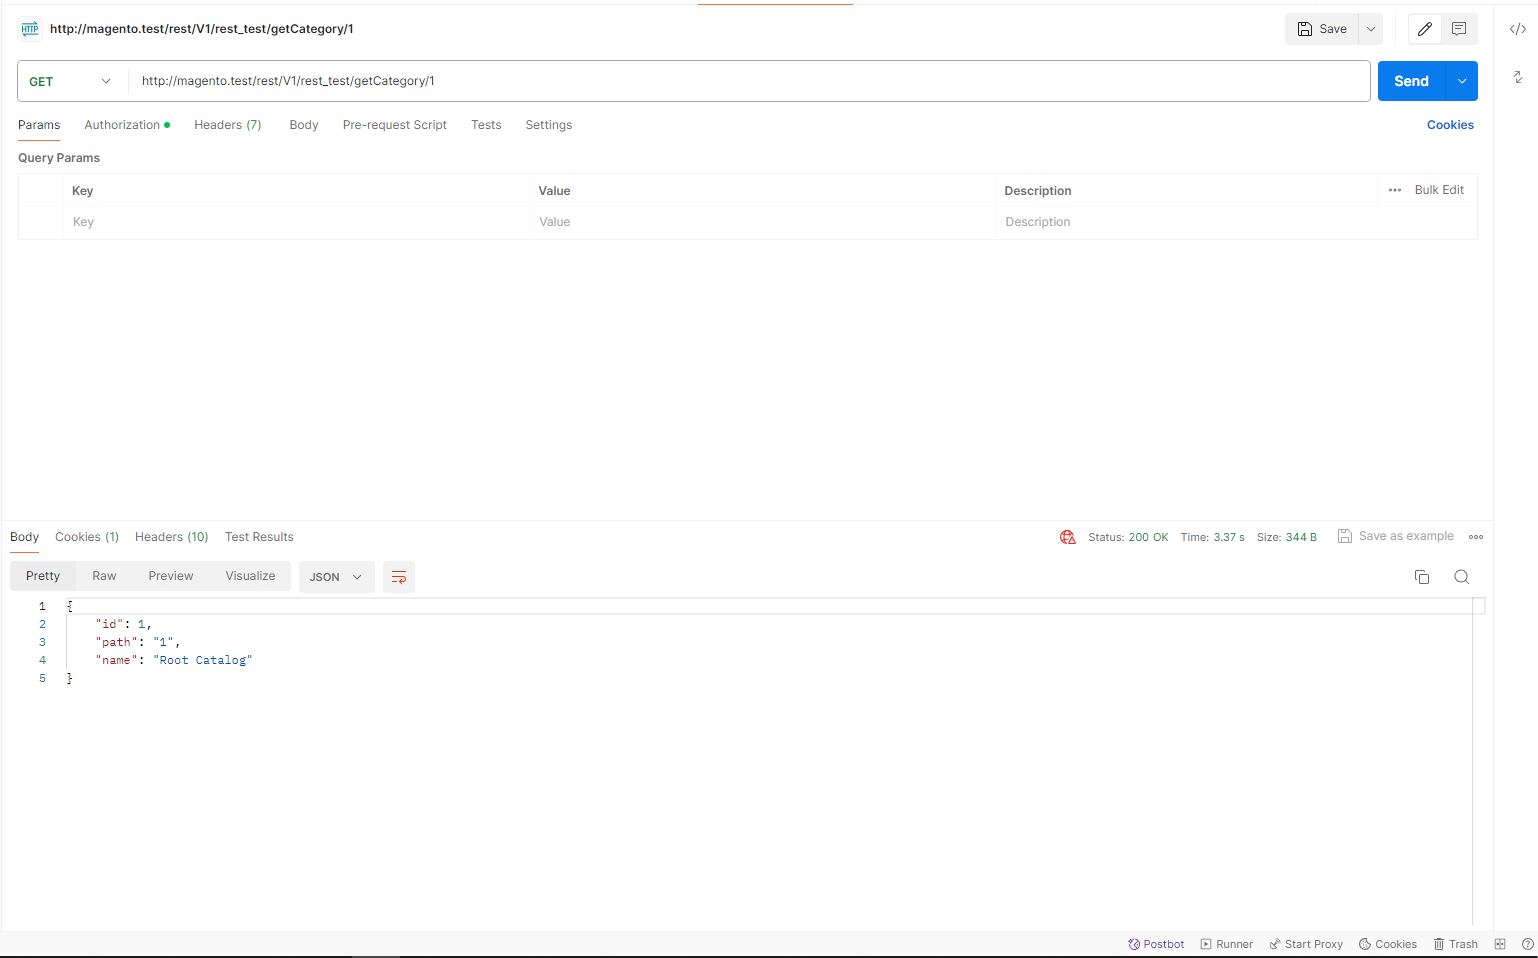 HTTP http://magento.test/rest/V1/rest_test/getCategory/1 Save
GET http://magento.test/rest/V1/rest_test/getCategory/1 Send
Params Authorization Headers (7) Body Pre-request Script Tests Settings Cookies
Query Params
Key Value Description ••• Bulk Edit
Key Value Description
Body Cookies (1) Headers (10) Test Results Status: 200 OK Time: 3.37 s Size: 344 B Save as example
Pretty Raw Preview Visualize JSON
1 {
2 "id": 1,
3 "path": "1",
4 "name": "Root Catalog"
5 }
Postbot Runner Start Proxy Cookies Trash